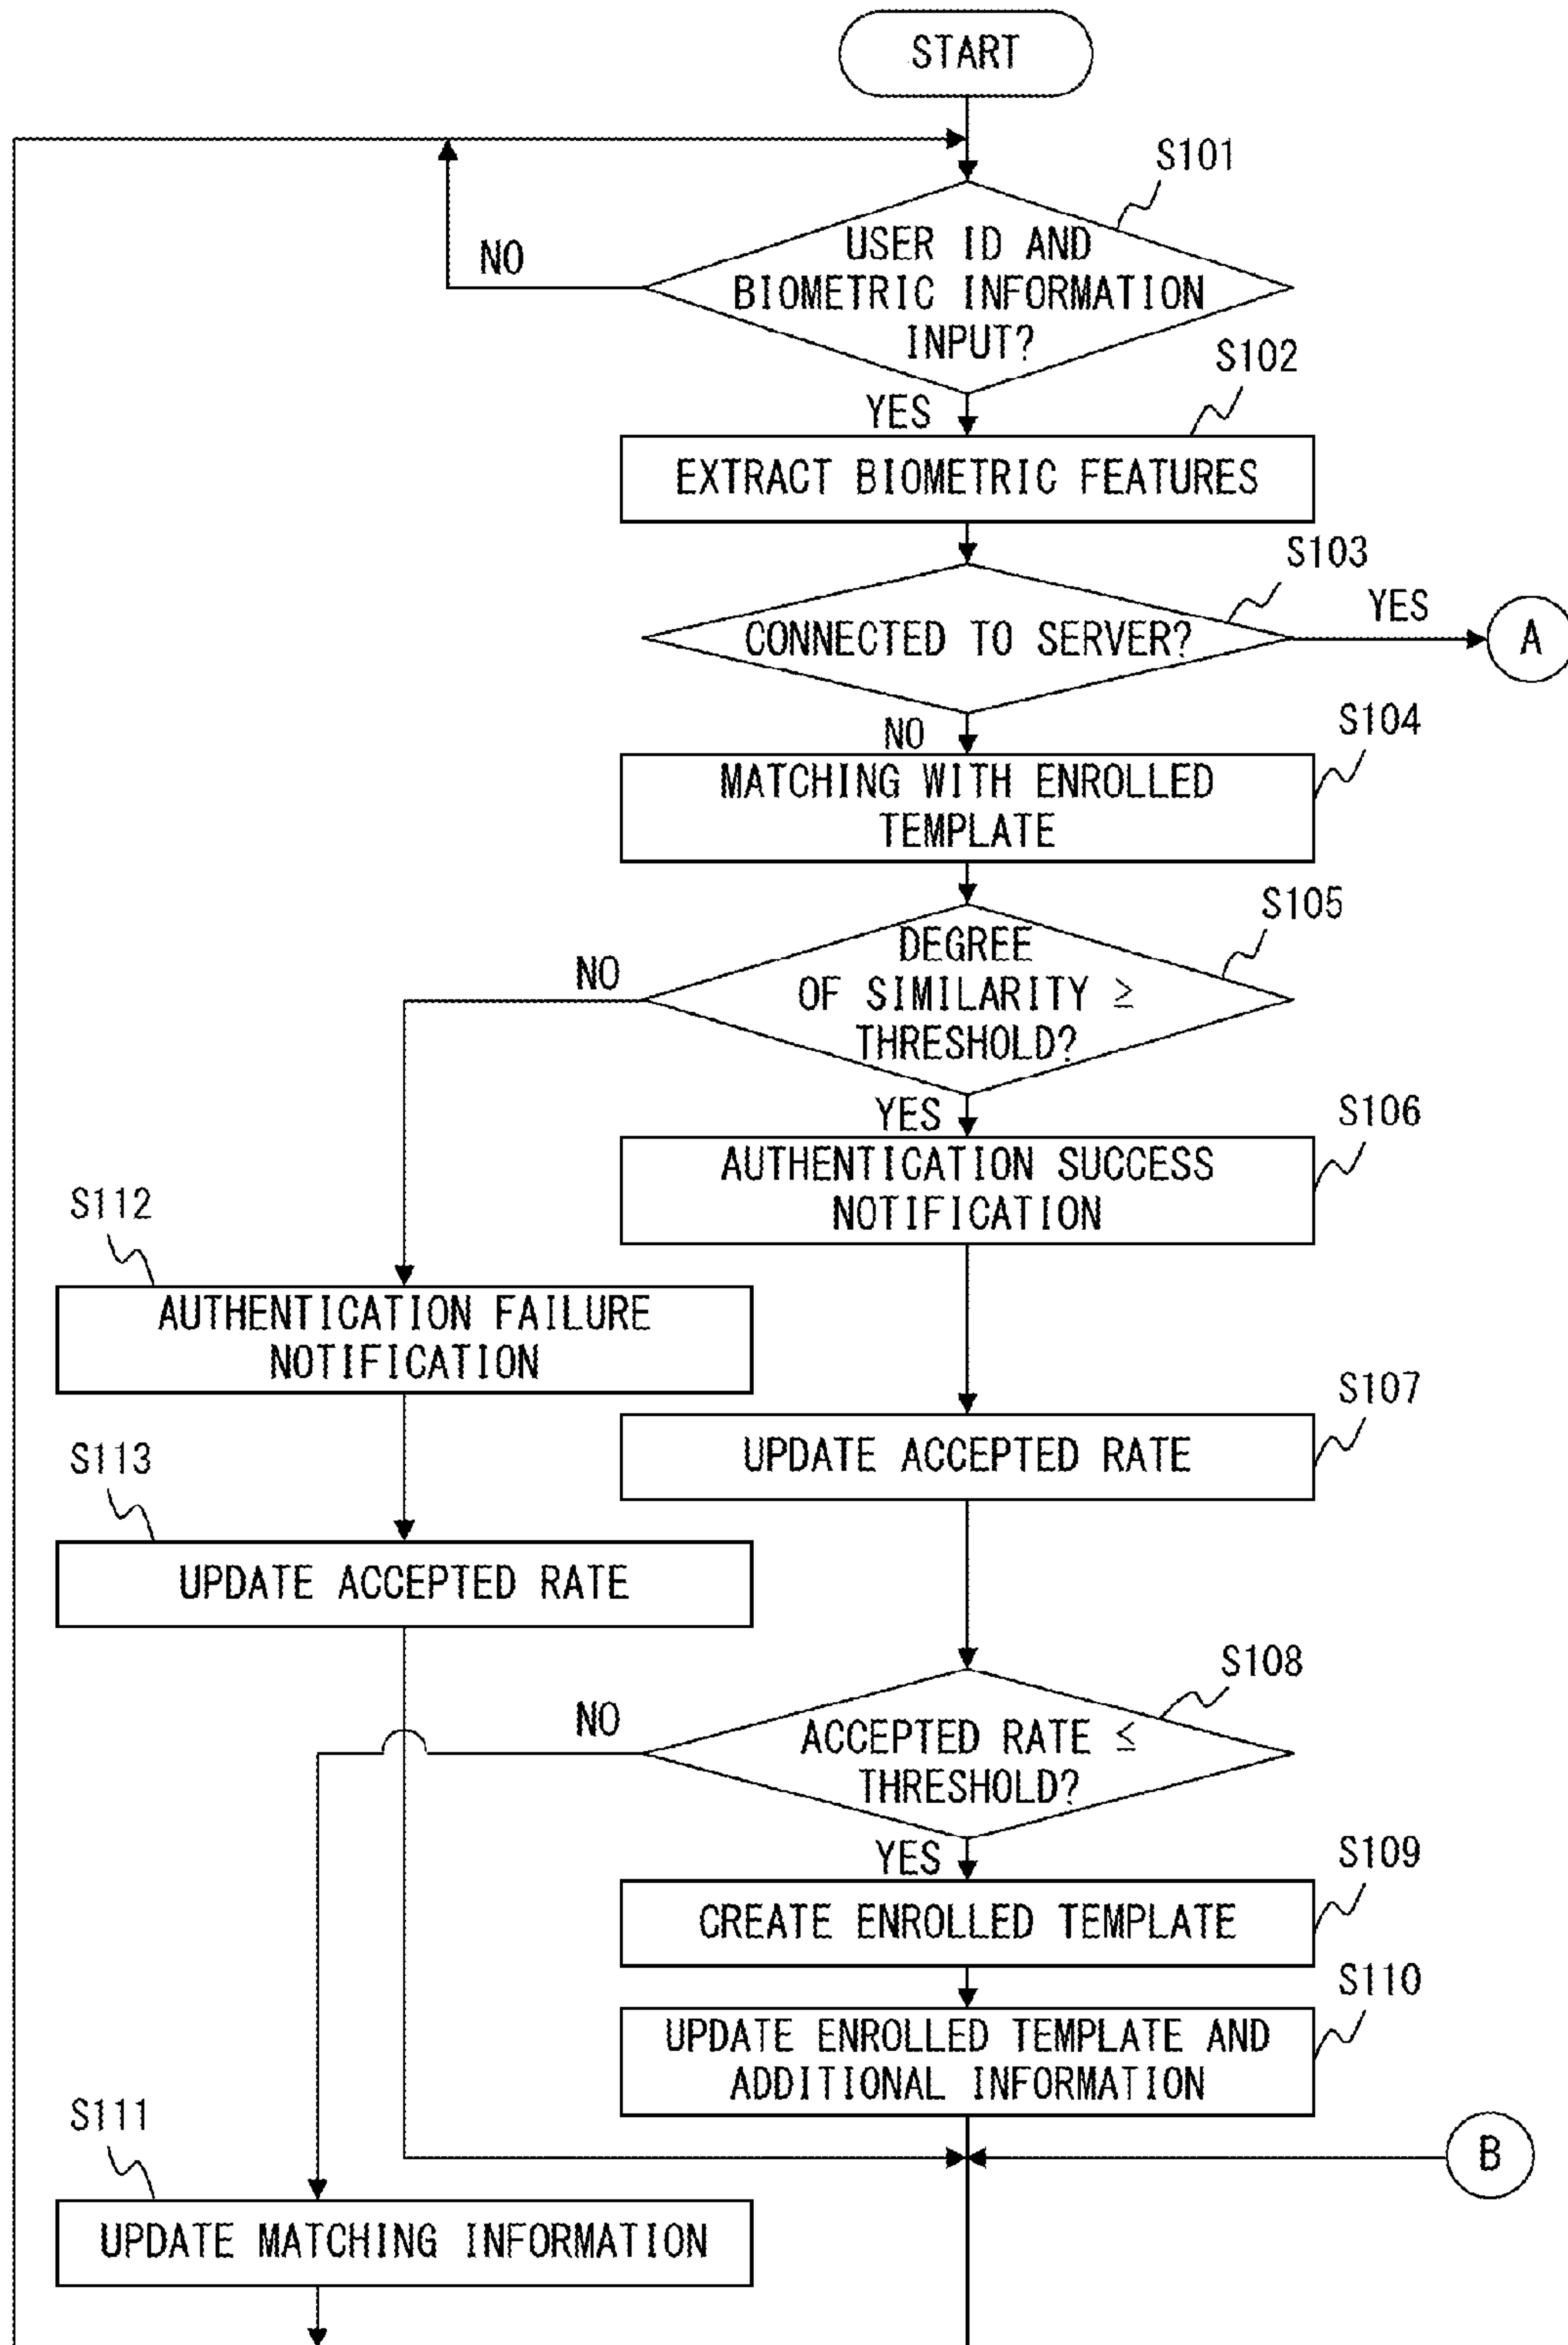 START
S101
USER ID AND
BIOMETRIC INFORMATION
INPUT?
NO
S102
YES
EXTRACT BIOMETRIC FEATURES
S103
CONNECTED TO SERVER?
YES
A
NO
S104
MATCHING WITH ENROLLED
TEMPLATE
S105
DEGREE
OF SIMILARITY ≥
THRESHOLD?
NO
YES
S106
AUTHENTICATION SUCCESS
NOTIFICATION
S112
AUTHENTICATION FAILURE
NOTIFICATION
S107
UPDATE ACCEPTED RATE
S113
UPDATE ACCEPTED RATE
S108
NO
ACCEPTED RATE ≤
THRESHOLD?
YES
S109
CREATE ENROLLED TEMPLATE
S110
UPDATE ENROLLED TEMPLATE AND
ADDITIONAL INFORMATION
S111
B
UPDATE MATCHING INFORMATION